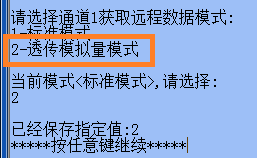 请选择通道1获取远程数据模式:
1-标准模式
2-透传模拟量模式
当前模式<标准模式>,请选择:
2
已经保存指定值:2
*****按任意键继续*****